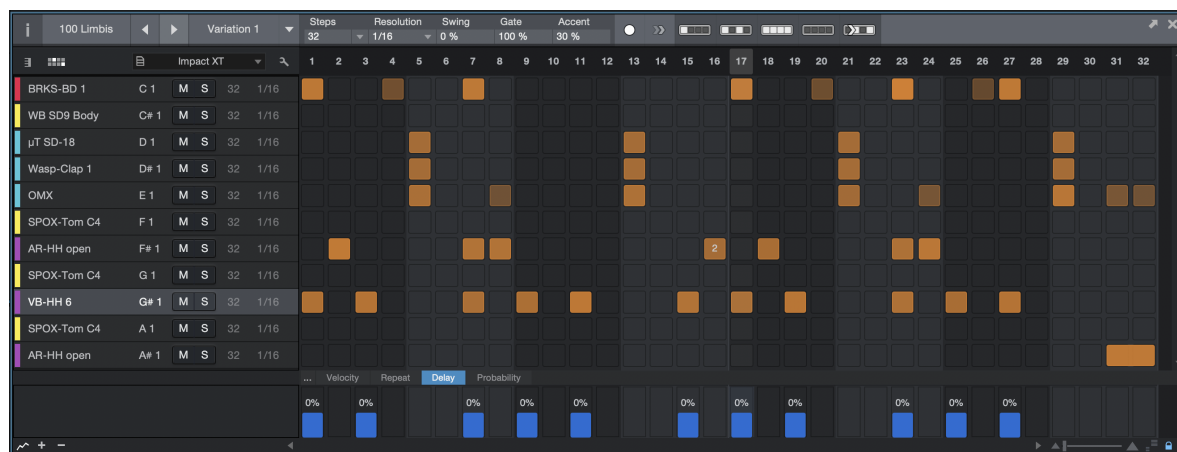 Steps Resolution Swing Gate Accent
100 Limbis Variation 1 32 1/16 0 % 100 % 30 %
Impact XT 1 2 3 4 5 6 7 8 9 10 11 12 13 14 15 16 17 18 19 20 21 22 23 24 25 26 27 28 29 30 31 32
BRKS-BD 1 C 1 M S 32 1/16
WB SD9 Body C# 1 M S 32 1/16
µT SD-18 D 1 M S 32 1/16
Wasp-Clap 1 D# 1 M S 32 1/16
OMX E 1 M S 32 1/16
SPOX-Tom C4 F 1 M S 32 1/16
AR-HH open F# 1 M S 32 1/16 2
SPOX-Tom C4 G 1 M S 32 1/16
VB-HH 6 G# 1 M S 32 1/16
SPOX-Tom C4 A 1 M S 32 1/16
AR-HH open A# 1 M S 32 1/16
... Velocity Repeat Delay Probability
0% 0% 0% 0% 0% 0% 0% 0% 0% 0% 0%